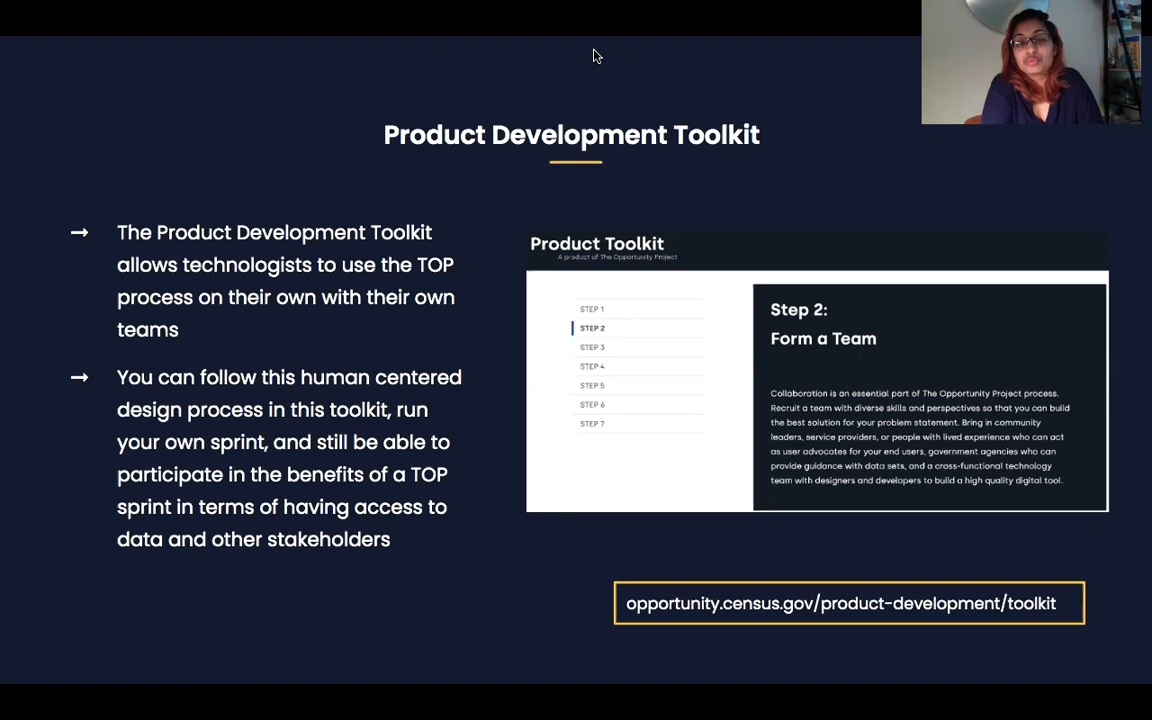 Product Development Toolkit
The Product Development Toolkit
allows technologists to use the TOP
process on their own with their own
teams
You can follow this human centered
design process in this toolkit, run
your own sprint, and still be able to
participate in the benefits of a TOP
sprint in terms of having access to
data and other stakeholders
Product Toolkit
A product of The Opportunity Project
STEP 1
STEP 2
STEP 3
STEP 4
STEP 5
STEP 6
STEP 7
Step 2:
Form a Team
Collaboration is an essential part of The Opportunity Project process.
Recruit a team with diverse skills and perspectives so that you can build
the best solution for your problem statement. Bring in community
leaders, service providers, or people with lived experience who can act
as user advocates for your end users, government agencies who can
provide guidance with data sets, and a cross-functional technology
team with designers and developers to build a high quality digital tool.
opportunity.census.gov/product-development/toolkit